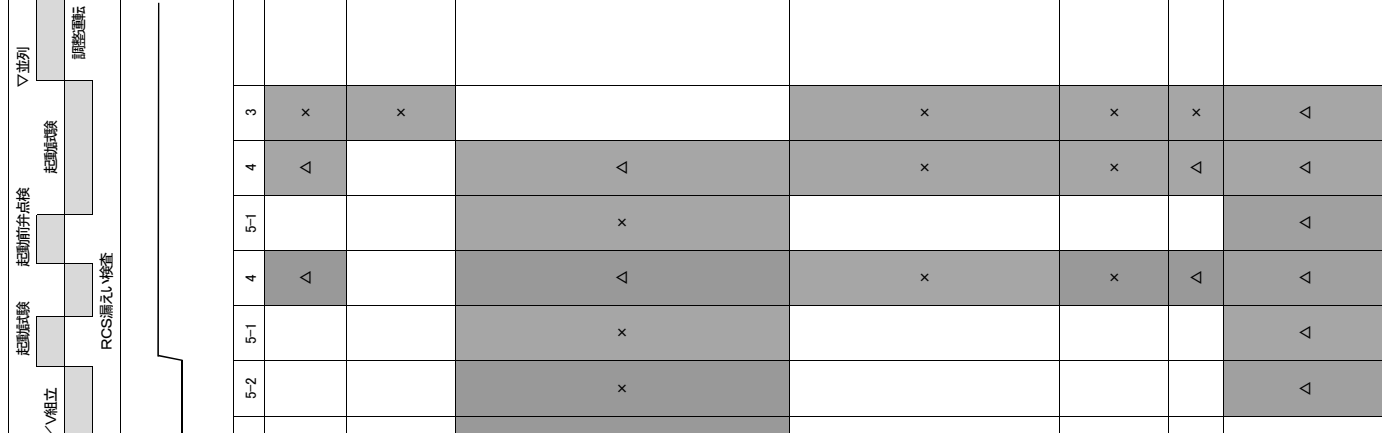 ▽並列
調整運転
起動試験
起動前弁点検
RCS漏えい検査
起動試験
／V組立
3 × × × × × △
4 △ △ × × △ △
5-1 × △
4 △ △ × × △ △
5-1 × △
5-2 × △